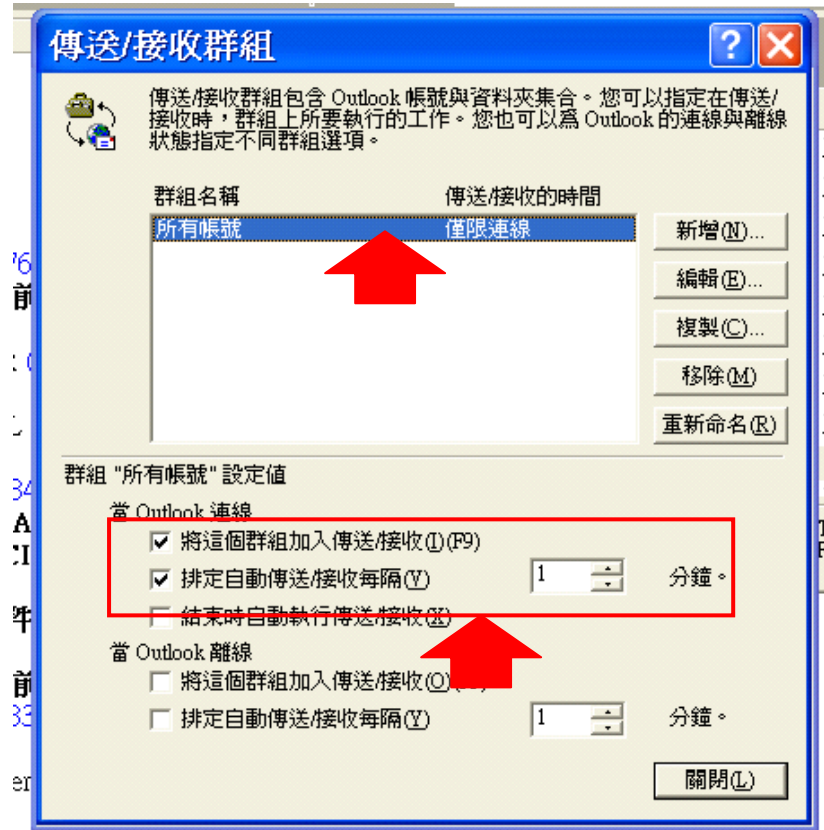 傳送/接收群組
傳送/接收群組包含 Outlook 帳號與資料夾集合。您可以指定在傳送/
接收時，群組上所要執行的工作。您也可以為 Outlook 的連線與離線
狀態指定不同群組選項。
群組名稱 傳送/接收的時間
所有帳號 僅限連線
新增(N)...
編輯(E)...
複製(C)...
移除(M)
重新命名(R)
群組 "所有帳號" 設定值
當 Outlook 連線
將這個群組加入傳送/接收(I)(F9)
排定自動傳送/接收每隔(V) 1 分鐘。
結束時自動執行傳送/接收(X)
當 Outlook 離線
將這個群組加入傳送/接收(O)
排定自動傳送/接收每隔(Y) 1 分鐘。
關閉(L)
76
前
34
A
件
前
33
er